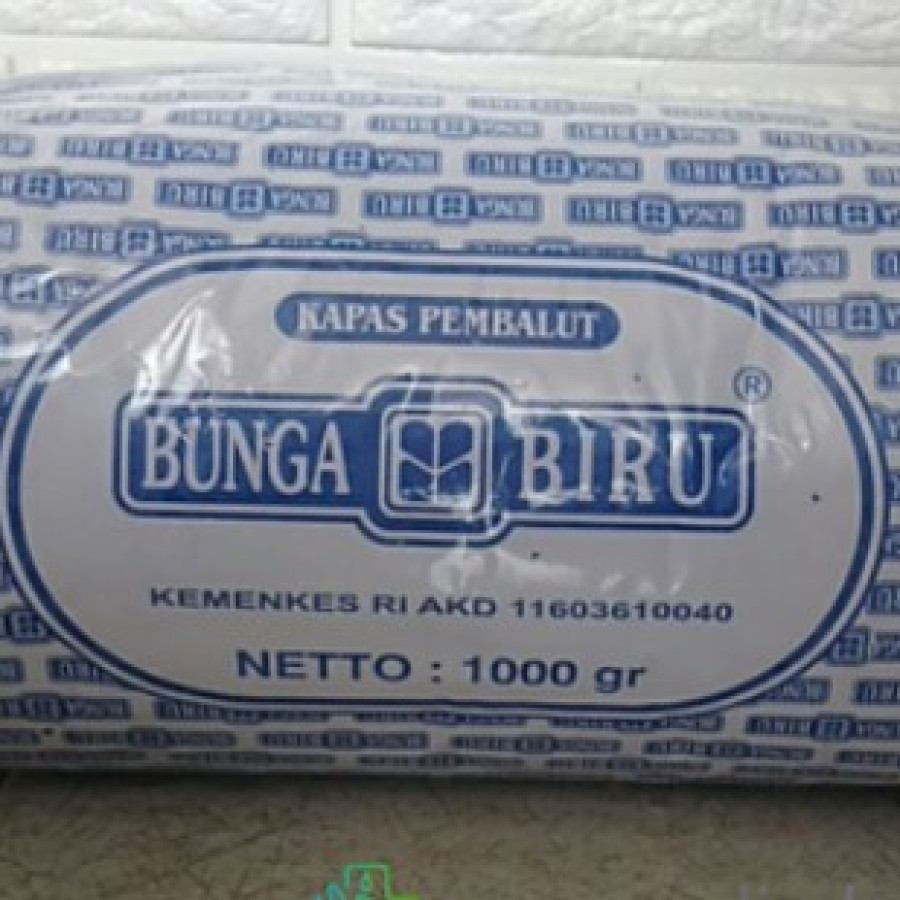 KAPAS PEMBALUT
BUNGA BIRU ®
KEMENKES RI AKD 11603610040
NETTO : 1000 gr